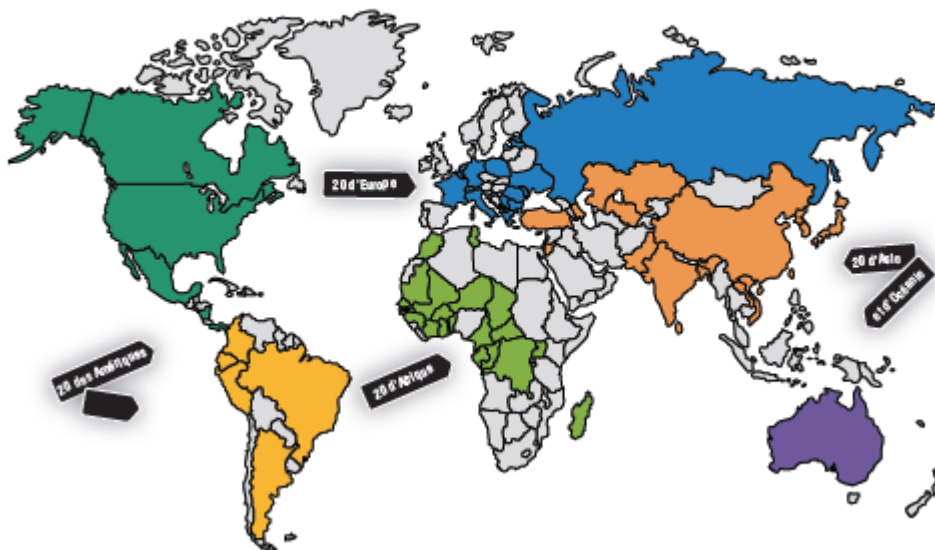 20 d'Europe
20 d'Asie
et d'Océanie
20 des Amériques
20 d'Afrique